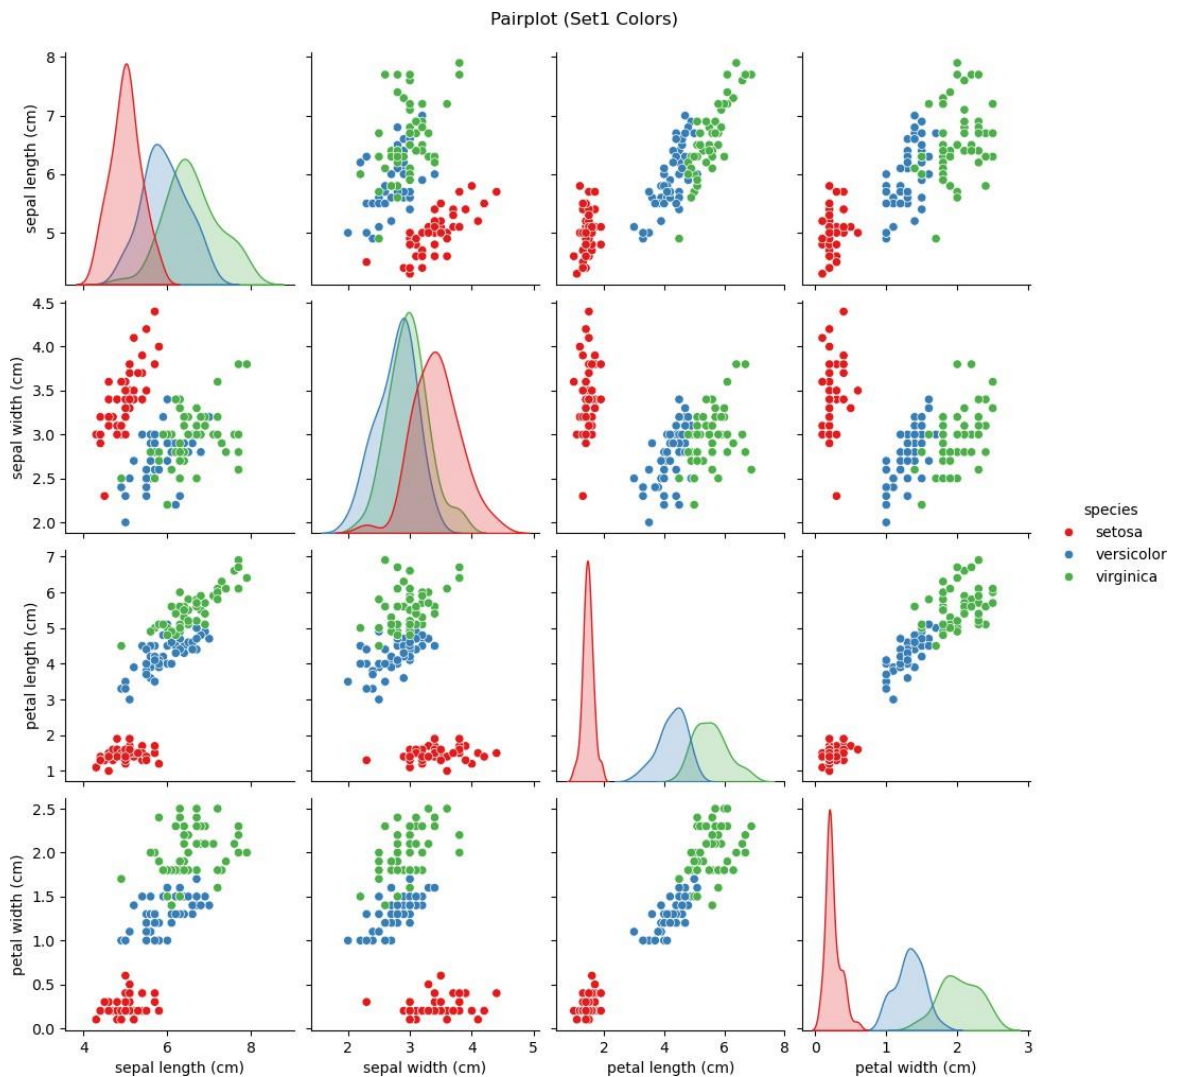 Pairplot (Set1 Colors)
8
7
6
5
sepal length (cm)
4.5
4.0
3.5
3.0
2.5
2.0
sepal width (cm)
species
setosa
versicolor
virginica
7
6
5
4
3
2
1
petal length (cm)
2.5
2.0
1.5
1.0
0.5
0.0
petal width (cm)
4 6 8
2 3 4 5
2 4 6 8
0 1 2 3
sepal length (cm)
sepal width (cm)
petal length (cm)
petal width (cm)